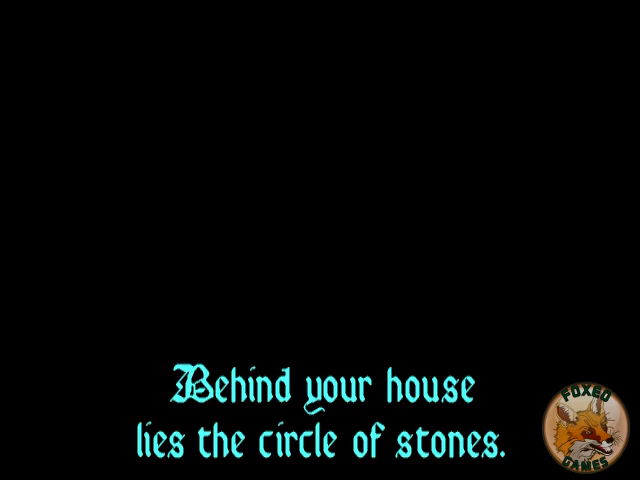 Behind your house
lies the circle of stones.
FOXED
GAMES